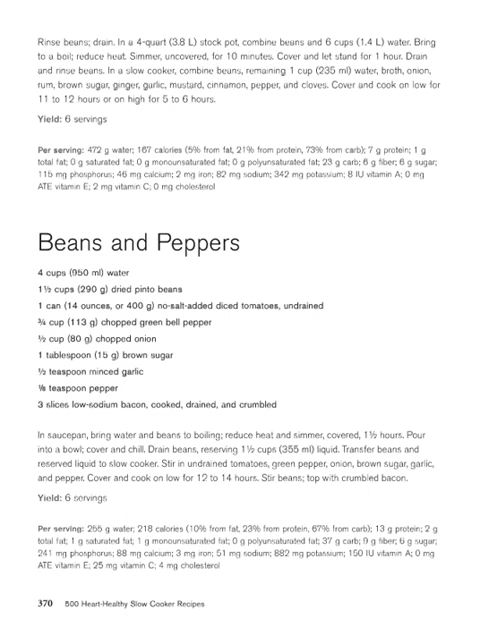 Rinse beans; drain. In a 4-quart (3.8 L) stock pot, combine beans and 6 cups (1.4 L) water. Bring
to a boil; reduce heat. Simmer, uncovered, for 10 minutes. Cover and let stand for 1 hour. Drain
and rinse beans. In a slow cooker, combine beans, remaining 1 cup (235 ml) water, broth, onion,
rum, brown sugar, ginger, garlic, mustard, cinnamon, pepper, and cloves. Cover and cook on low for
11 to 12 hours or on high for 5 to 6 hours.
Yield: 6 servings
Per serving: 472 g water; 167 calories (5% from fat, 21% from protein, 73% from carb); 7 g protein; 1 g
total fat; 0 g saturated fat; 0 g monounsaturated fat; 0 g polyunsaturated fat; 23 g carb; 6 g fiber; 6 g sugar;
115 mg phosphorus; 46 mg calcium; 2 mg iron; 82 mg sodium; 342 mg potassium; 8 IU vitamin A; 0 mg
ATE vitamin E; 2 mg vitamin C; 0 mg cholesterol
Beans and Peppers
4 cups (950 ml) water
1½ cups (290 g) dried pinto beans
1 can (14 ounces, or 400 g) no-salt-added diced tomatoes, undrained
¾ cup (113 g) chopped green bell pepper
½ cup (80 g) chopped onion
1 tablespoon (15 g) brown sugar
½ teaspoon minced garlic
⅛ teaspoon pepper
3 slices low-sodium bacon, cooked, drained, and crumbled
In saucepan, bring water and beans to boiling; reduce heat and simmer, covered, 1½ hours. Pour
into a bowl; cover and chill. Drain beans, reserving 1½ cups (355 ml) liquid. Transfer beans and
reserved liquid to slow cooker. Stir in undrained tomatoes, green pepper, onion, brown sugar, garlic,
and pepper. Cover and cook on low for 12 to 14 hours. Stir beans; top with crumbled bacon.
Yield: 6 servings
Per serving: 255 g water; 218 calories (10% from fat, 23% from protein, 67% from carb); 13 g protein; 2 g
total fat; 1 g saturated fat; 1 g monounsaturated fat; 0 g polyunsaturated fat; 37 g carb; 9 g fiber; 6 g sugar;
241 mg phosphorus; 88 mg calcium; 3 mg iron; 51 mg sodium; 882 mg potassium; 150 IU vitamin A; 0 mg
ATE vitamin E; 25 mg vitamin C; 4 mg cholesterol
370 500 Heart-Healthy Slow Cooker Recipes